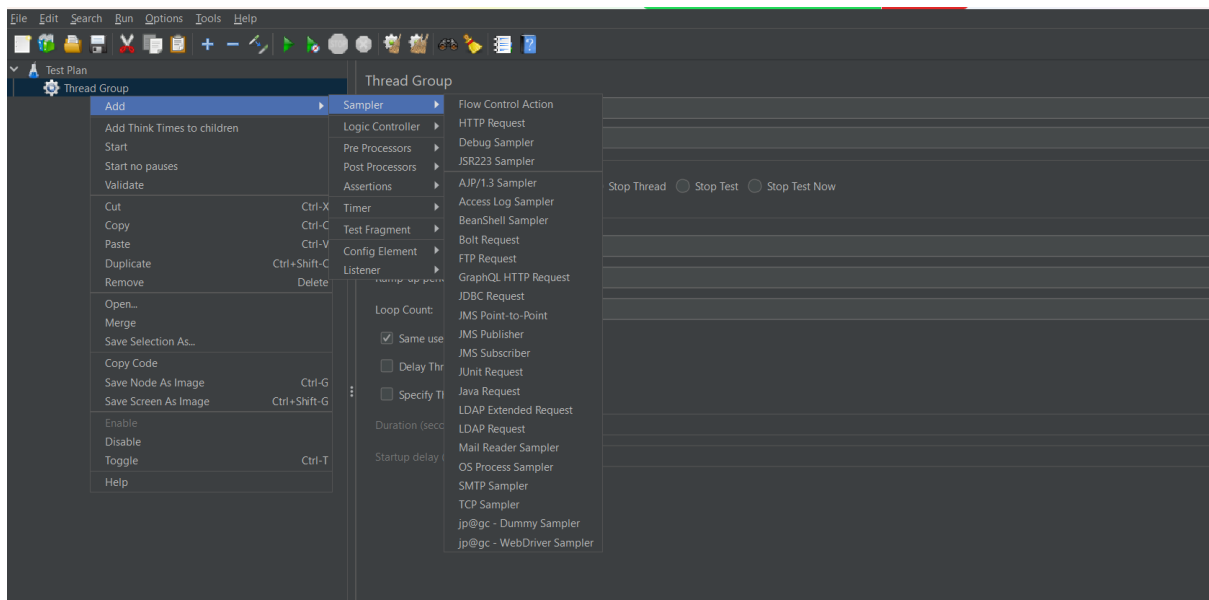 File Edit Search Run Options Tools Help
Test Plan
Thread Group
Thread Group
Add
Add Think Times to children
Start
Start no pauses
Validate
Cut Ctrl-X
Copy Ctrl-C
Paste Ctrl-V
Duplicate Ctrl+Shift-C
Remove Delete
Open...
Merge
Save Selection As...
Copy Code
Save Node As Image Ctrl-G
Save Screen As Image Ctrl+Shift-G
Enable
Disable
Toggle Ctrl-T
Help
Sampler
Logic Controller
Pre Processors
Post Processors
Assertions
Timer
Test Fragment
Config Element
Listener
Flow Control Action
HTTP Request
Debug Sampler
JSR223 Sampler
AJP/1.3 Sampler
Access Log Sampler
BeanShell Sampler
Bolt Request
FTP Request
GraphQL HTTP Request
JDBC Request
JMS Point-to-Point
JMS Publisher
JMS Subscriber
JUnit Request
Java Request
LDAP Extended Request
LDAP Request
Mail Reader Sampler
OS Process Sampler
SMTP Sampler
TCP Sampler
jp@gc - Dummy Sampler
jp@gc - WebDriver Sampler
Stop Thread Stop Test Stop Test Now
Loop Count:
Same use
Delay Thr
Specify
Duration (seco
Startup delay